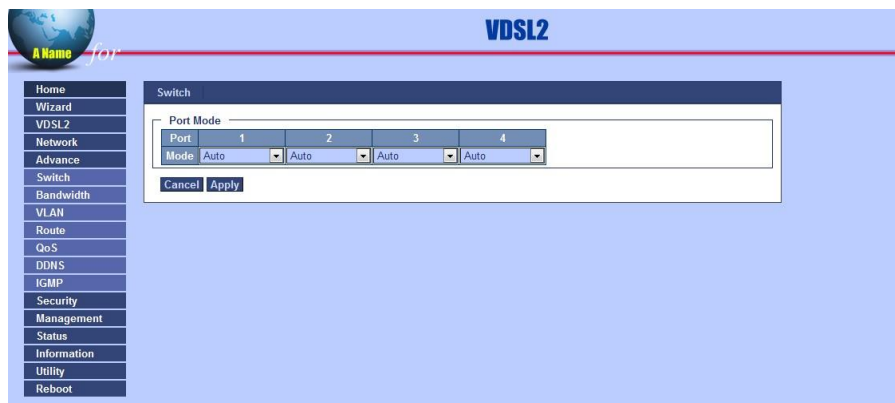 VDSL2
A Name for
Home
Wizard
VDSL2
Network
Advance
Switch
Bandwidth
VLAN
Route
QoS
DDNS
IGMP
Security
Management
Status
Information
Utility
Reboot
Switch
Port Mode
Port 1 2 3 4
Mode Auto Auto Auto Auto
Cancel Apply